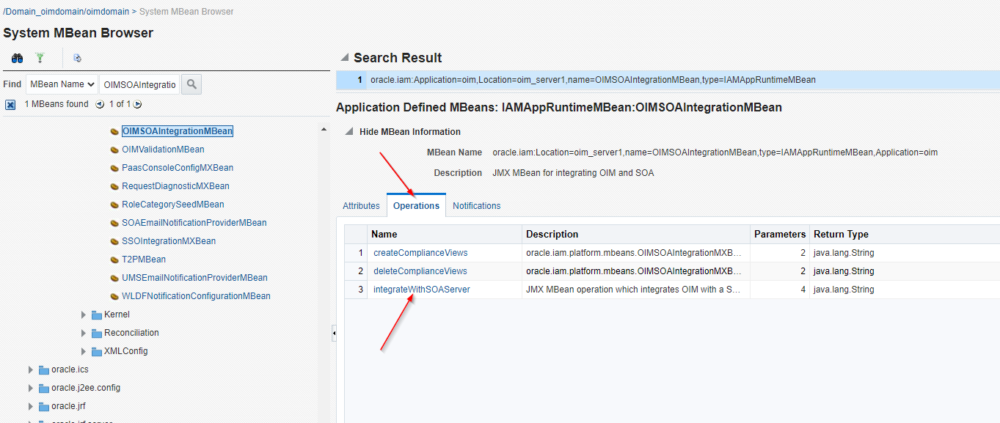 /Domain_oimdomain/oimdomain > System MBean Browser
System MBean Browser
Find MBean Name OIMSOAIntegratio
1 MBeans found 1 of 1
OIMSOAIntegrationMBean
OIMValidationMBean
PaasConsoleConfigMXBean
RequestDiagnosticMXBean
RoleCategorySeedMBean
SOAEmailNotificationProviderMBean
SSOIntegrationMXBean
T2PMBean
UMSEmailNotificationProviderMBean
WLDFNotificationConfigurationMBean
Kernel
Reconciliation
XMLConfig
oracle.ics
oracle.j2ee.config
oracle.jrf
Search Result
1 oracle.iam:Application=oim,Location=oim_server1,name=OIMSOAIntegrationMBean,type=IAMAppRuntimeMBean
Application Defined MBeans: IAMAppRuntimeMBean:OIMSOAIntegrationMBean
Hide MBean Information
MBean Name oracle.iam:Location=oim_server1,name=OIMSOAIntegrationMBean,type=IAMAppRuntimeMBean,Application=oim
Description JMX MBean for integrating OIM and SOA
Attributes Operations Notifications
Name Description Parameters Return Type
1 createComplianceViews oracle.iam.platform.mbeans.OIMSOAIntegrationMXB... 2 java.lang.String
2 deleteComplianceViews oracle.iam.platform.mbeans.OIMSOAIntegrationMXB... 2 java.lang.String
3 integrateWithSOAServer JMX MBean operation which integrates OIM with a S... 4 java.lang.String